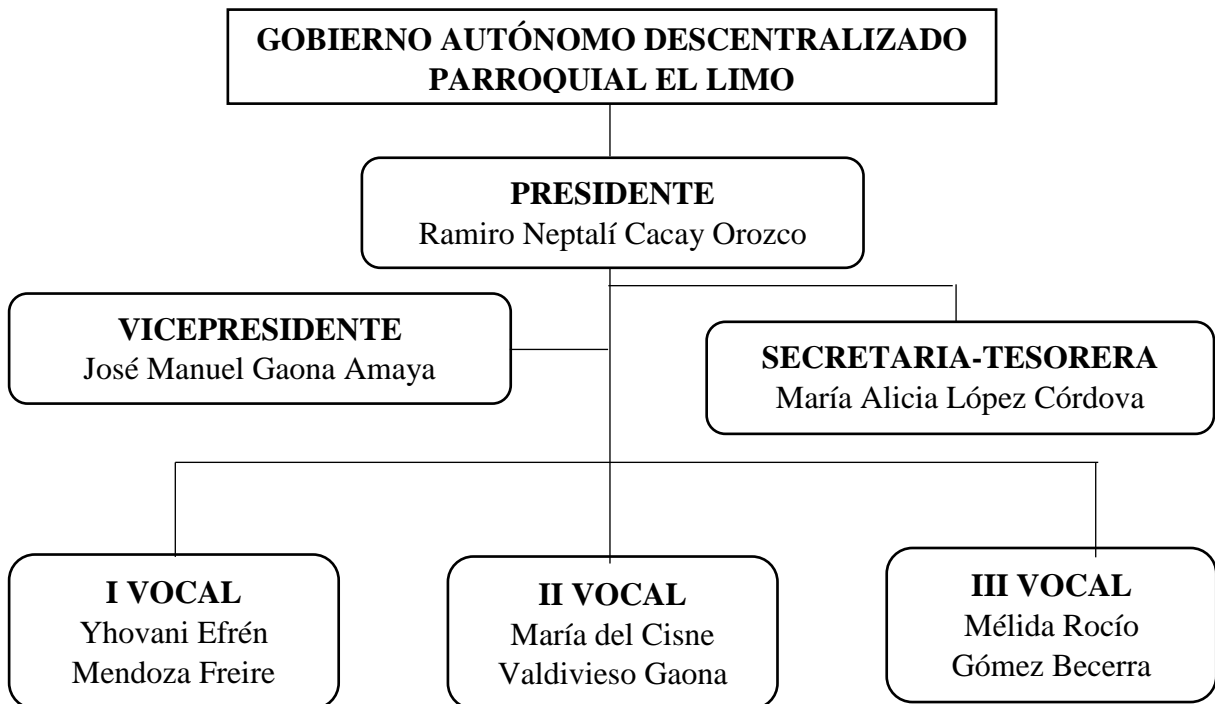 GOBIERNO AUTÓNOMO DESCENTRALIZADO
PARROQUIAL EL LIMO
PRESIDENTE
Ramiro Neptalí Cacay Orozco
VICEPRESIDENTE
José Manuel Gaona Amaya
SECRETARIA-TESORERA
María Alicia López Córdova
I VOCAL
Yhovani Efrén
Mendoza Freire
II VOCAL
María del Cisne
Valdivieso Gaona
III VOCAL
Mélida Rocío
Gómez Becerra